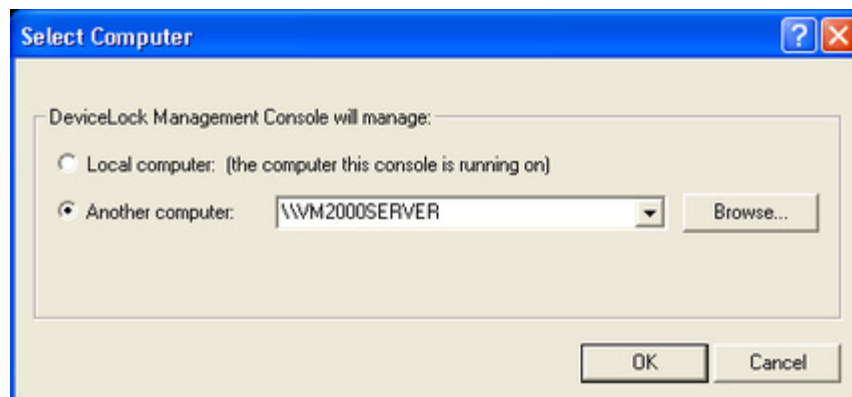 Select Computer
DeviceLock Management Console will manage:
Local computer: (the computer this console is running on)
Another computer: \\VM2000SERVER Browse...
OK Cancel